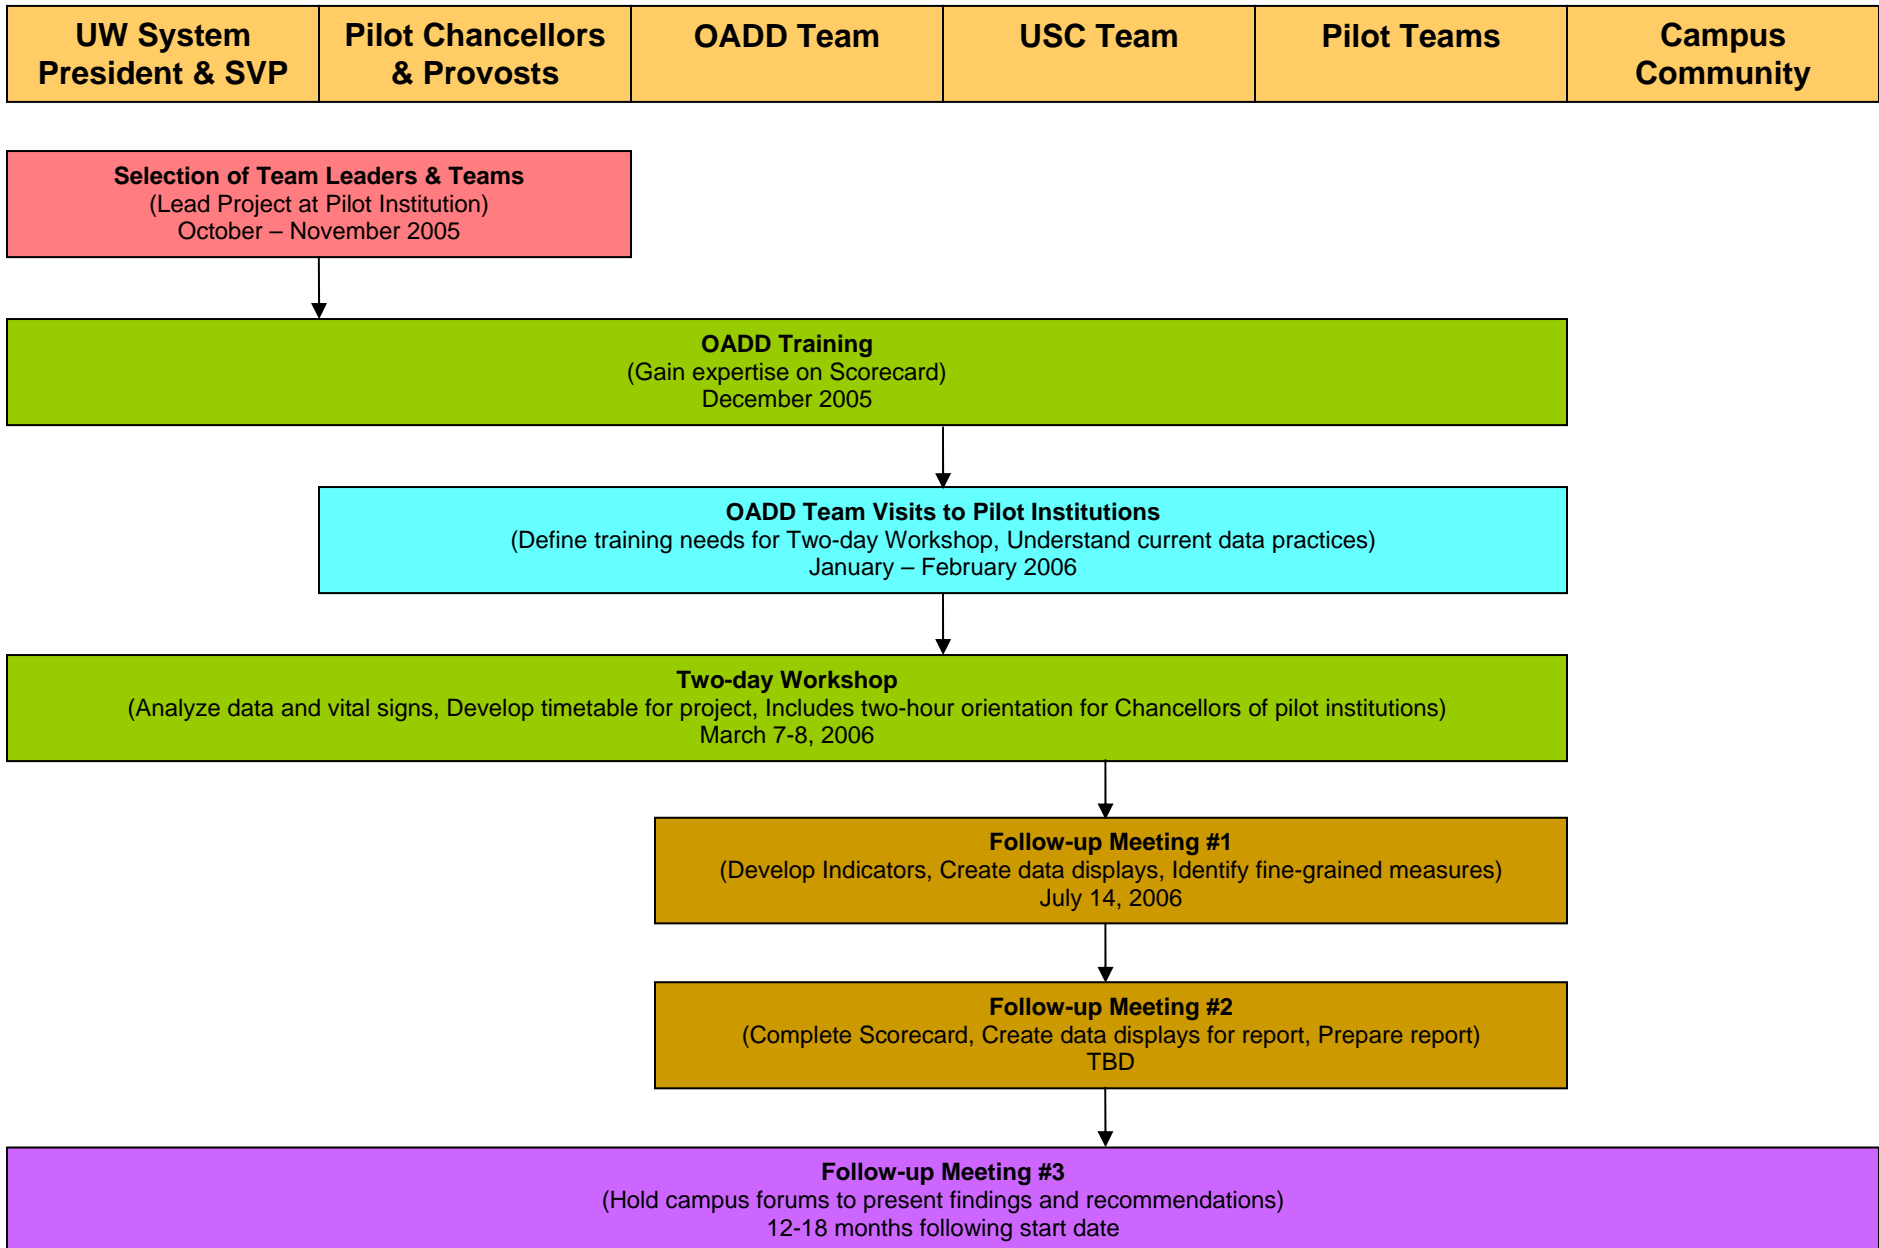 UW System
President & SVP
Pilot Chancellors
& Provosts
OADD Team
USC Team
Pilot Teams
Campus
Community
Selection of Team Leaders & Teams
(Lead Project at Pilot Institution)
October – November 2005
OADD Training
(Gain expertise on Scorecard)
December 2005
OADD Team Visits to Pilot Institutions
(Define training needs for Two-day Workshop, Understand current data practices)
January – February 2006
Two-day Workshop
(Analyze data and vital signs, Develop timetable for project, Includes two-hour orientation for Chancellors of pilot institutions)
March 7-8, 2006
Follow-up Meeting #1
(Develop Indicators, Create data displays, Identify fine-grained measures)
July 14, 2006
Follow-up Meeting #2
(Complete Scorecard, Create data displays for report, Prepare report)
TBD
Follow-up Meeting #3
(Hold campus forums to present findings and recommendations)
12-18 months following start date